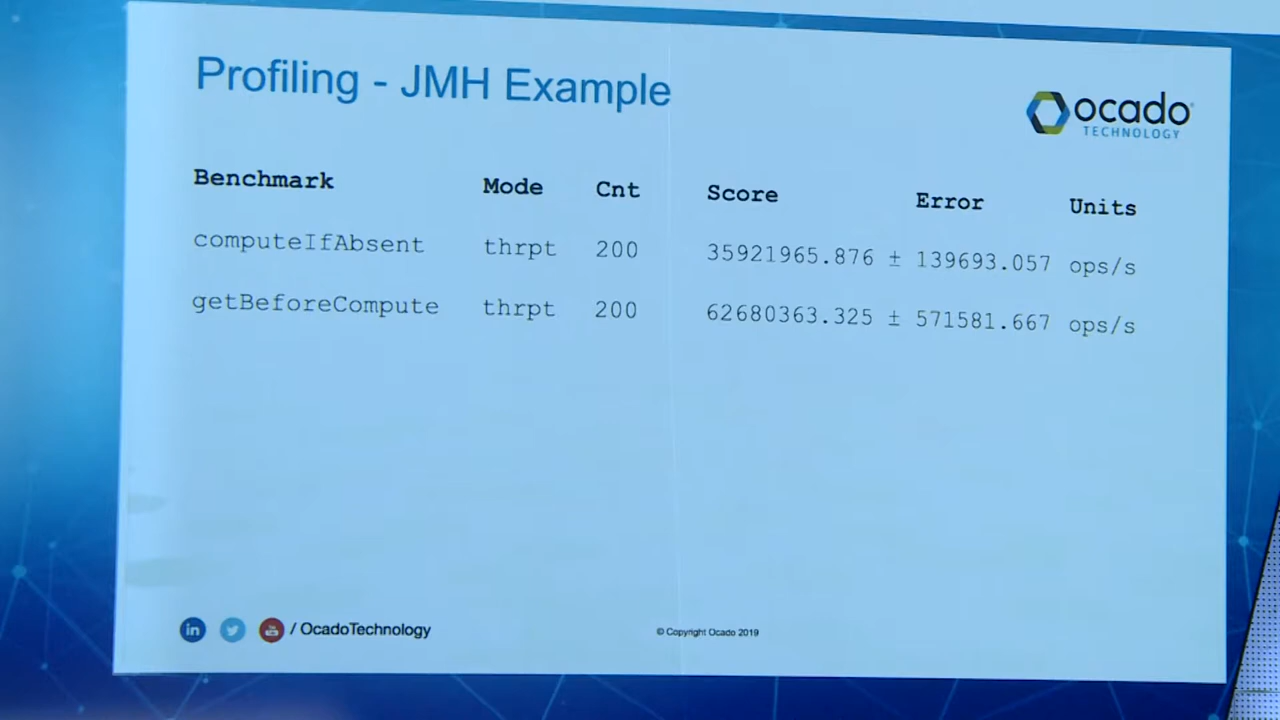 Profiling - JMH Example
ocado
TECHNOLOGY
Benchmark Mode Cnt Score Error Units
computeIfAbsent thrpt 200 35921965.876 ± 139693.057 ops/s
getBeforeCompute thrpt 200 62680363.325 ± 571581.667 ops/s
in / OcadoTechnology
© Copyright Ocado 2019